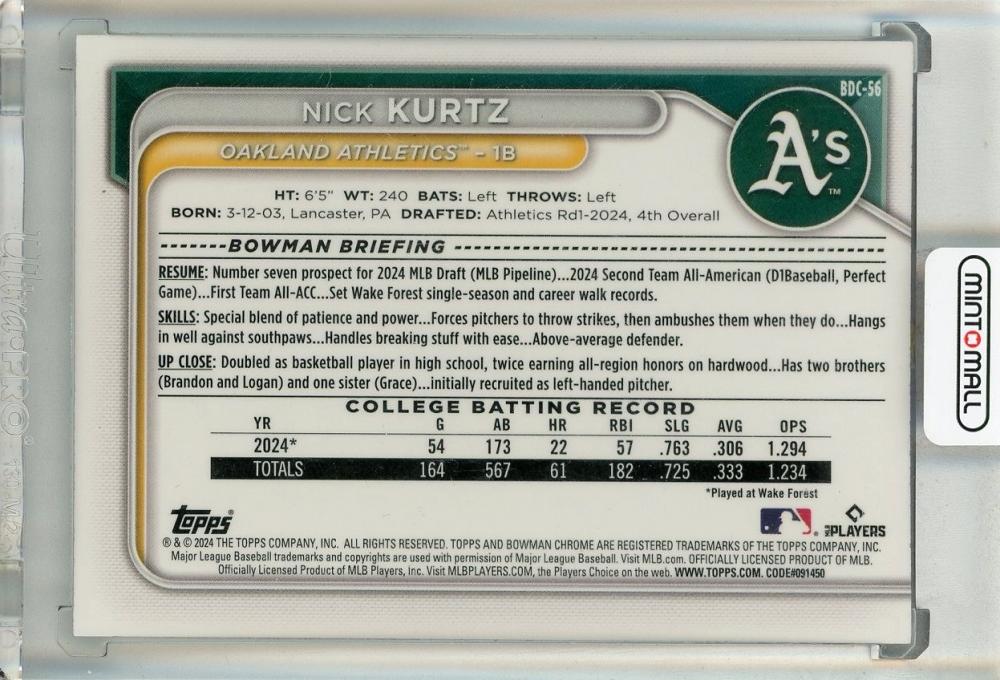 BDC-56
NICK KURTZ
OAKLAND ATHLETICS™ – 1B
A's™
HT: 6'5" WT: 240 BATS: Left THROWS: Left
BORN: 3-12-03, Lancaster, PA DRAFTED: Athletics Rd1-2024, 4th Overall
-------BOWMAN BRIEFING-------
RESUME: Number seven prospect for 2024 MLB Draft (MLB Pipeline)...2024 Second Team All-American (D1Baseball, Perfect
Game)...First Team All-ACC...Set Wake Forest single-season and career walk records.
SKILLS: Special blend of patience and power...Forces pitchers to throw strikes, then ambushes them when they do...Hangs
in well against southpaws...Handles breaking stuff with ease...Above-average defender.
UP CLOSE: Doubled as basketball player in high school, twice earning all-region honors on hardwood...Has two brothers
(Brandon and Logan) and one sister (Grace)...initially recruited as left-handed pitcher.
COLLEGE BATTING RECORD
YR G AB HR RBI SLG AVG OPS
2024* 54 173 22 57 .763 .306 1.294
TOTALS 164 567 61 182 .725 .333 1.234
*Played at Wake Forest
Topps®
MLB PLAYERS
® & © 2024 THE TOPPS COMPANY, INC. ALL RIGHTS RESERVED. TOPPS AND BOWMAN CHROME ARE REGISTERED TRADEMARKS OF THE TOPPS COMPANY, INC.
Major League Baseball trademarks and copyrights are used with permission of Major League Baseball. Visit MLB.com. OFFICIALLY LICENSED PRODUCT OF MLB.
Officially Licensed Product of MLB Players, Inc. Visit MLBPLAYERS.COM, the Players Choice on the web. WWW.TOPPS.COM. CODE#091450
MINT MALL
Ultra PRO®